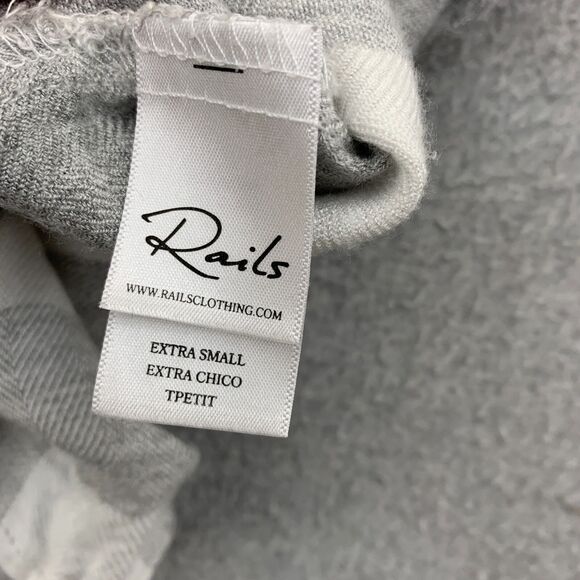 Rails
WWW.RAILSCLOTHING.COM
EXTRA SMALL
EXTRA CHICO
TPETIT